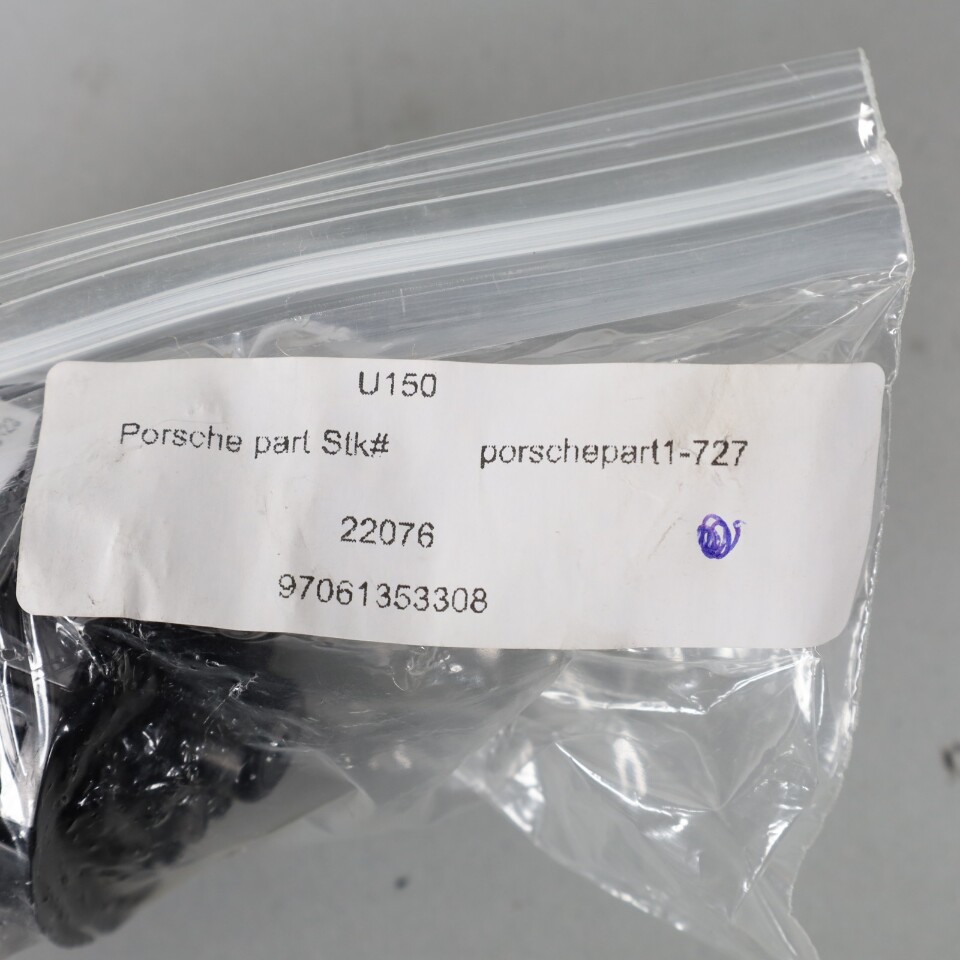 U150
Porsche part Stk# porschepart1-727
22076
97061353308